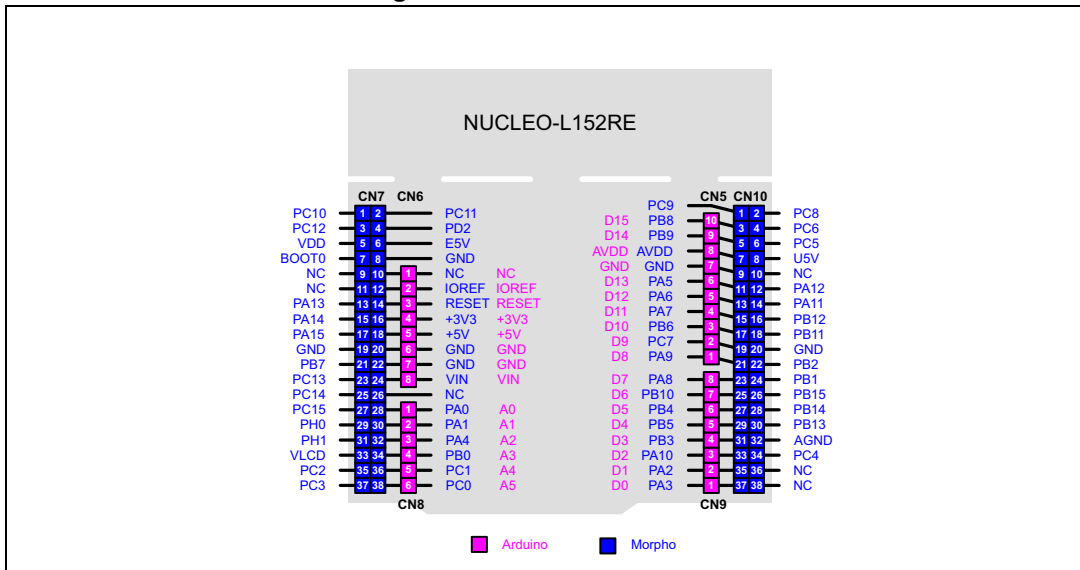 NUCLEO-L152RE
CN7 CN6 CN5 CN10
PC9
PC10 1 2 PC11 1 2 PC8
PC12 3 4 PD2 D15 PB8 10 3 4 PC6
VDD 5 6 E5V D14 PB9 9 5 6 PC5
BOOT0 7 8 GND AVDD AVDD 8 7 8 U5V
NC 9 10 1 NC NC GND GND 7 9 10 NC
NC 11 12 2 IOREF IOREF D13 PA5 6 11 12 PA12
PA13 13 14 3 RESET RESET D12 PA6 5 13 14 PA11
PA14 15 16 4 +3V3 +3V3 D11 PA7 4 15 16 PB12
PA15 17 18 5 +5V +5V D10 PB6 3 17 18 PB11
GND 19 20 6 GND GND D9 PC7 2 19 20 GND
PB7 21 22 7 GND GND D8 PA9 1 21 22 PB2
PC13 23 24 8 VIN VIN D7 PA8 8 23 24 PB1
PC14 25 26 NC D6 PB10 7 25 26 PB15
PC15 27 28 1 PA0 A0 D5 PB4 6 27 28 PB14
PH0 29 30 2 PA1 A1 D4 PB5 5 29 30 PB13
PH1 31 32 3 PA4 A2 D3 PB3 4 31 32 AGND
VLCD 33 34 4 PB0 A3 D2 PA10 3 33 34 PC4
PC2 35 36 5 PC1 A4 D1 PA2 2 35 36 NC
PC3 37 38 6 PC0 A5 D0 PA3 1 37 38 NC
CN8 CN9
Arduino Morpho